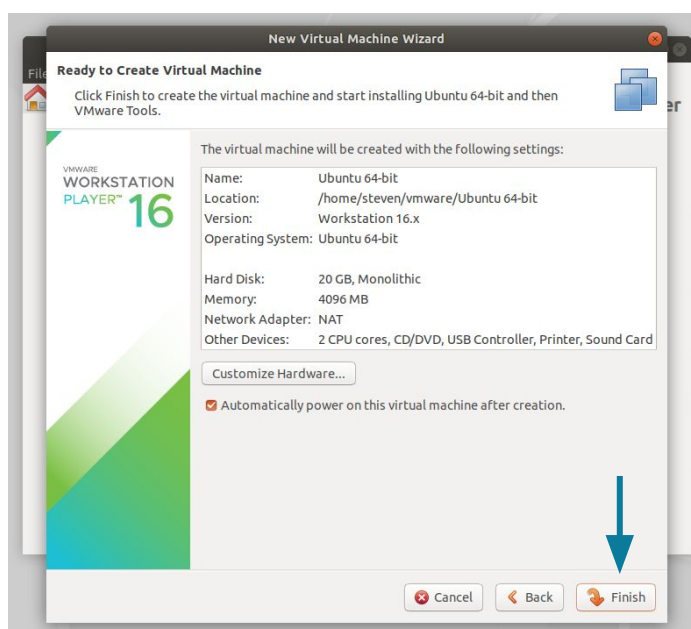 New Virtual Machine Wizard
File
Ready to Create Virtual Machine
Click Finish to create the virtual machine and start installing Ubuntu 64-bit and then
VMware Tools.
er
The virtual machine will be created with the following settings:
VMWARE
WORKSTATION
PLAYER™ 16
Name: Ubuntu 64-bit
Location: /home/steven/vmware/Ubuntu 64-bit
Version: Workstation 16.x
Operating System: Ubuntu 64-bit
Hard Disk: 20 GB, Monolithic
Memory: 4096 MB
Network Adapter: NAT
Other Devices: 2 CPU cores, CD/DVD, USB Controller, Printer, Sound Card
Customize Hardware...
Automatically power on this virtual machine after creation.
Cancel Back Finish